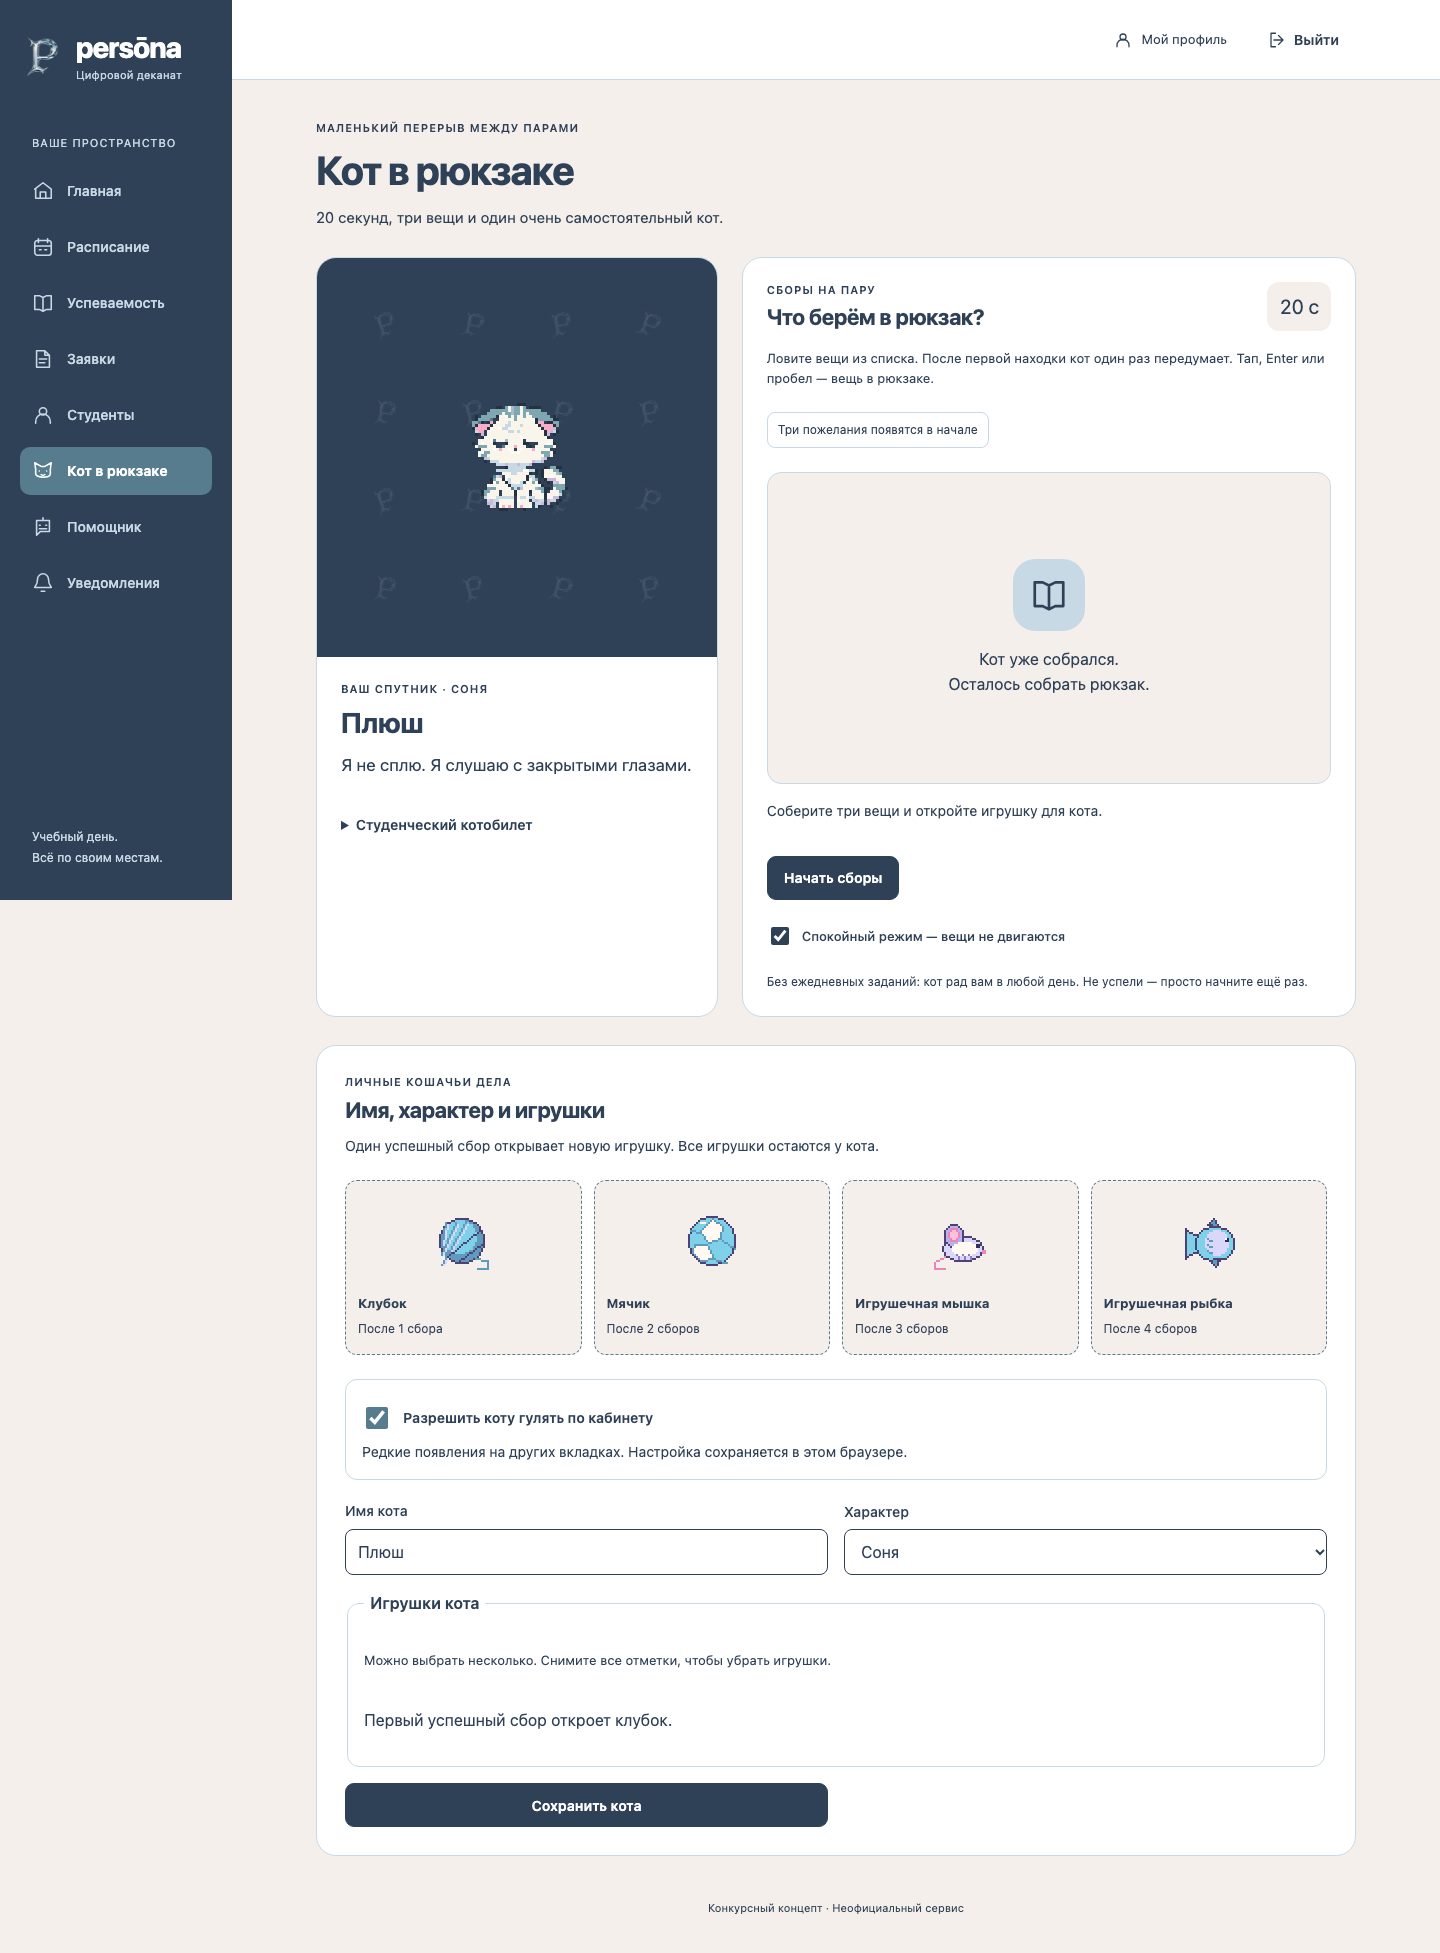 persōna
Цифровой деканат
Мой профиль
Выйти
ВАШЕ ПРОСТРАНСТВО
Главная
Расписание
Успеваемость
Заявки
Студенты
Кот в рюкзаке
Помощник
Уведомления
Учебный день.
Всё по своим местам.
МАЛЕНЬКИЙ ПЕРЕРЫВ МЕЖДУ ПАРАМИ
Кот в рюкзаке
20 секунд, три вещи и один очень самостоятельный кот.
ВАШ СПУТНИК · СОНЯ
Плюш
Я не сплю. Я слушаю с закрытыми глазами.
Студенческий котобилет
СБОРЫ НА ПАРУ
Что берём в рюкзак?
20 с
Ловите вещи из списка. После первой находки кот один раз передумает. Тап, Enter или
пробел — вещь в рюкзаке.
Три пожелания появятся в начале
Кот уже собрался.
Осталось собрать рюкзак.
Соберите три вещи и откройте игрушку для кота.
Начать сборы
Спокойный режим — вещи не двигаются
Без ежедневных заданий: кот рад вам в любой день. Не успели — просто начните ещё раз.
ЛИЧНЫЕ КОШАЧЬИ ДЕЛА
Имя, характер и игрушки
Один успешный сбор открывает новую игрушку. Все игрушки остаются у кота.
Клубок
После 1 сбора
Мячик
После 2 сборов
Игрушечная мышка
После 3 сборов
Игрушечная рыбка
После 4 сборов
Разрешить коту гулять по кабинету
Редкие появления на других вкладках. Настройка сохраняется в этом браузере.
Имя кота
Плюш
Характер
Соня
Игрушки кота
Можно выбрать несколько. Снимите все отметки, чтобы убрать игрушки.
Первый успешный сбор откроет клубок.
Сохранить кота
Конкурсный концепт · Неофициальный сервис